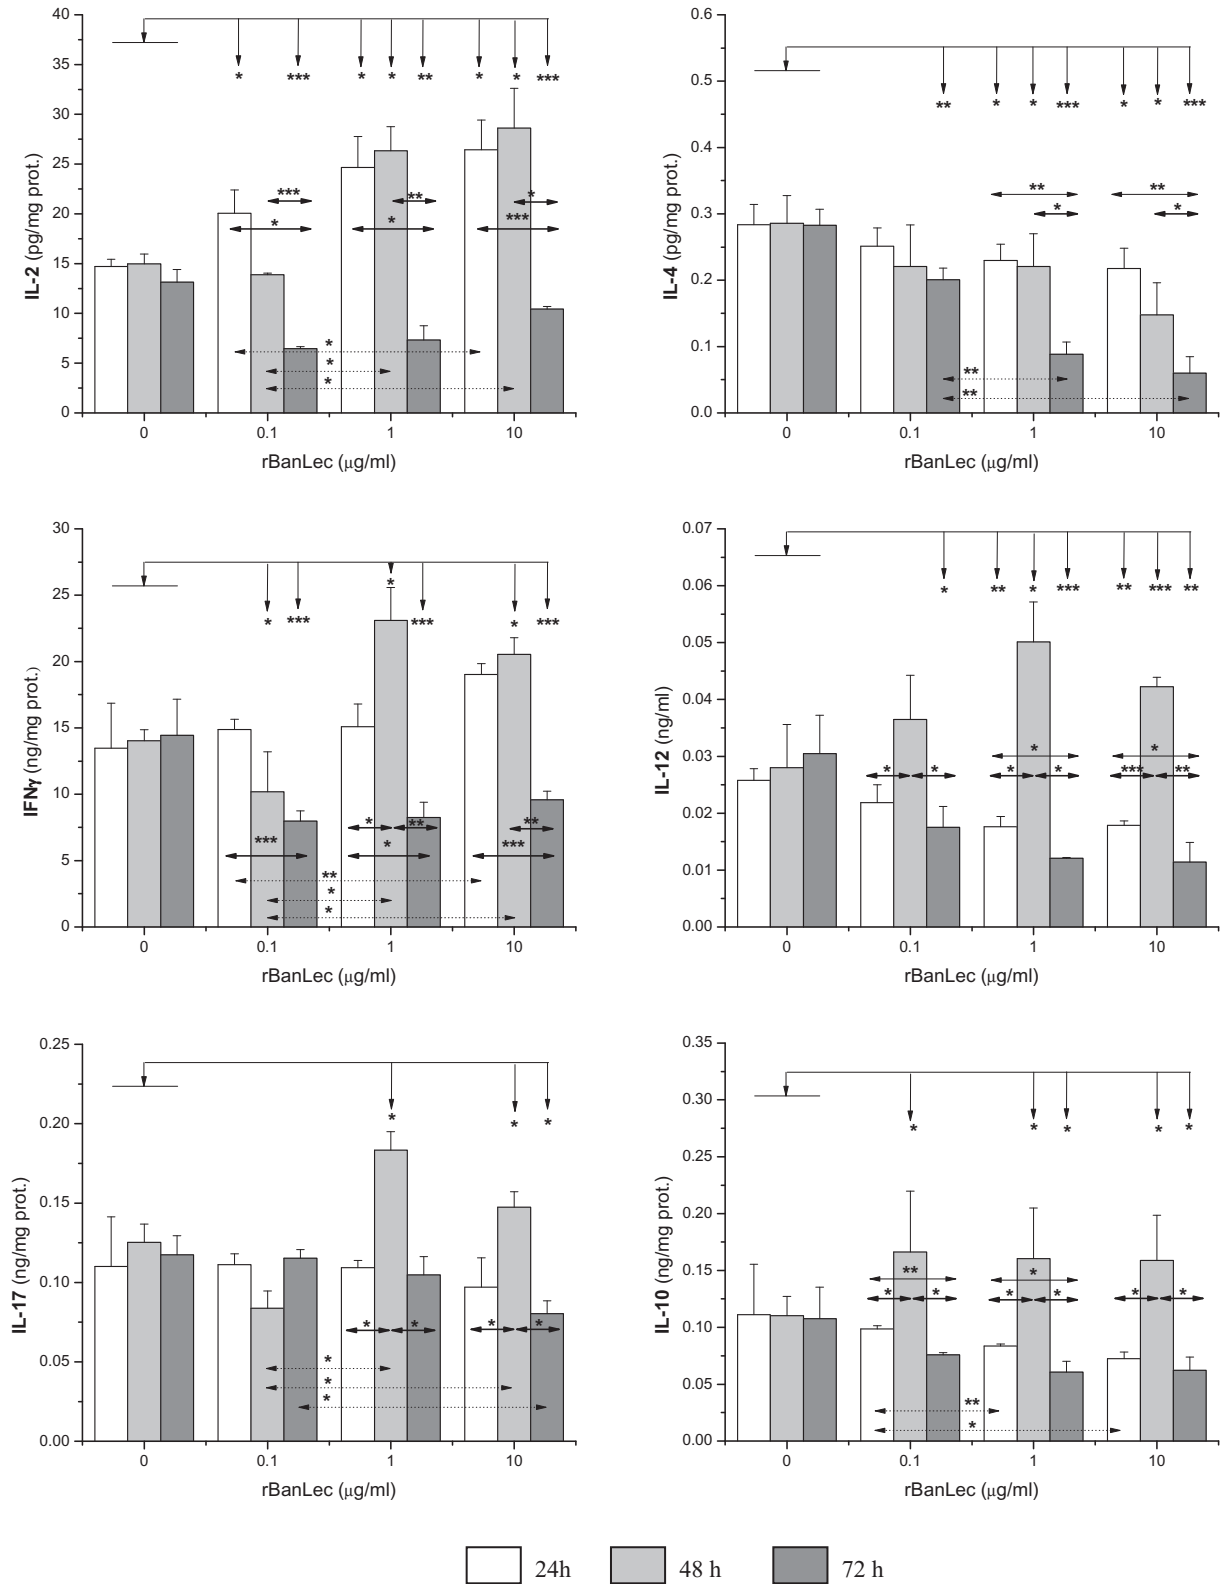 IL-2 (pg/mg prot.)
40
35
30
25
20
15
10
5
0
* *** * * ** * * ***
*** ** *
* * ***
*
*
*
0 0.1 1 10
rBanLec (μg/ml)
IL-4 (pg/mg prot.)
0.6
0.5
0.4
0.3
0.2
0.1
0.0
** * * *** * * ***
** **
* *
**
**
0 0.1 1 10
rBanLec (μg/ml)
IFNγ (ng/mg prot.)
30
25
20
15
10
5
0
*
* *** *** * ***
* ** **
*** * ***
**
*
*
0 0.1 1 10
rBanLec (μg/ml)
IL-12 (ng/ml)
0.07
0.06
0.05
0.04
0.03
0.02
0.01
0.00
* ** * *** ** *** **
* *
* * * * *** **
0 0.1 1 10
rBanLec (μg/ml)
IL-17 (ng/mg prot.)
0.25
0.20
0.15
0.10
0.05
0.00
* * *
* * * *
*
*
*
0 0.1 1 10
rBanLec (μg/ml)
IL-10 (ng/mg prot.)
0.35
0.30
0.25
0.20
0.15
0.10
0.05
0.00
* * * * *
** *
* * * * * *
**
*
0 0.1 1 10
rBanLec (μg/ml)
24h 48 h 72 h